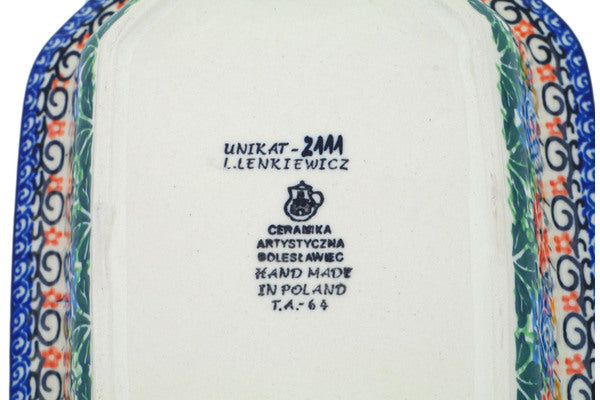 UNIKAT-2111
L.LENKIEWICZ
CERAMIKA
ARTYSTYCZNA
BOLESŁAWIEC
HAND MADE
IN POLAND
T.A.-64